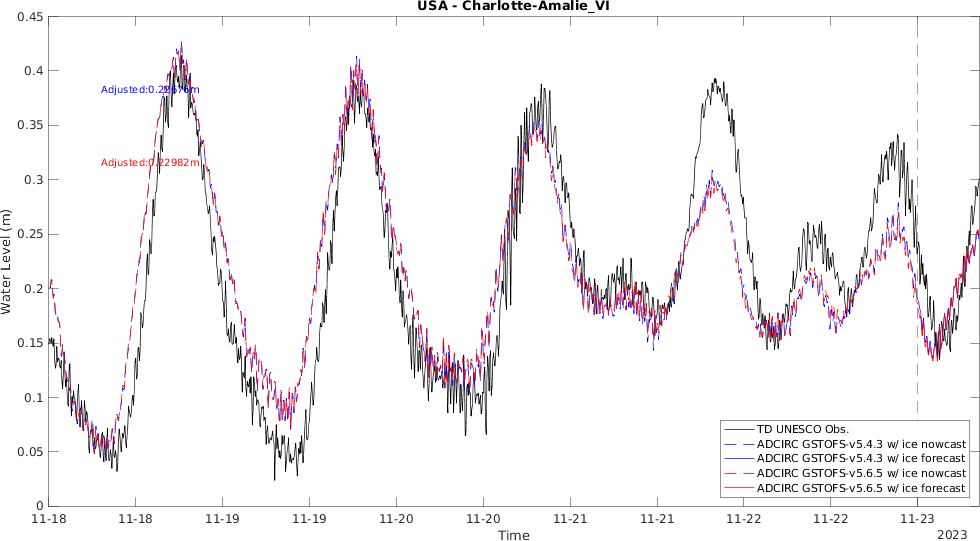 USA - Charlotte-Amalie_VI
0.45
0.4
0.35
0.3
0.25
0.2
0.15
0.1
0.05
0
Water Level (m)
Adjusted:0.22982m
TD UNESCO Obs.
ADCIRC GSTOFS-v5.4.3 w/ ice nowcast
ADCIRC GSTOFS-v5.4.3 w/ ice forecast
ADCIRC GSTOFS-v5.6.5 w/ ice nowcast
ADCIRC GSTOFS-v5.6.5 w/ ice forecast
11-18 11-18 11-19 11-19 11-20 11-20 11-21 11-21 11-22 11-22 11-23
Time
2023